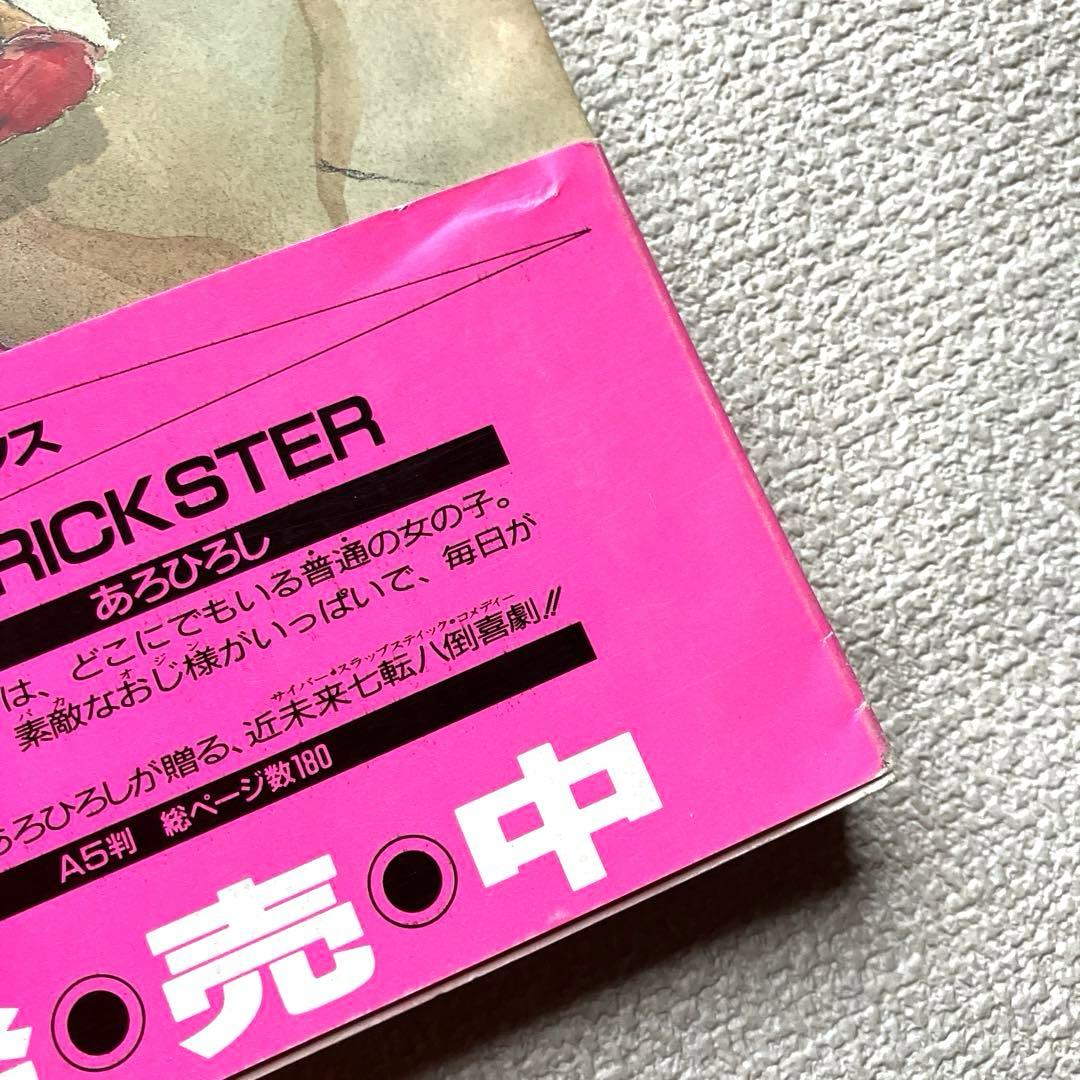 クス
RICKSTER
あろひろし
は、どこにでもいる普通の女の子。
素敵なおじ様がいっぱいで、毎日が
バカ
オジン
サイバー・スラップスティック・コメディー
あろひろしが贈る、近未来七転八倒喜劇!!
A5判 総ページ数180
発●売●中